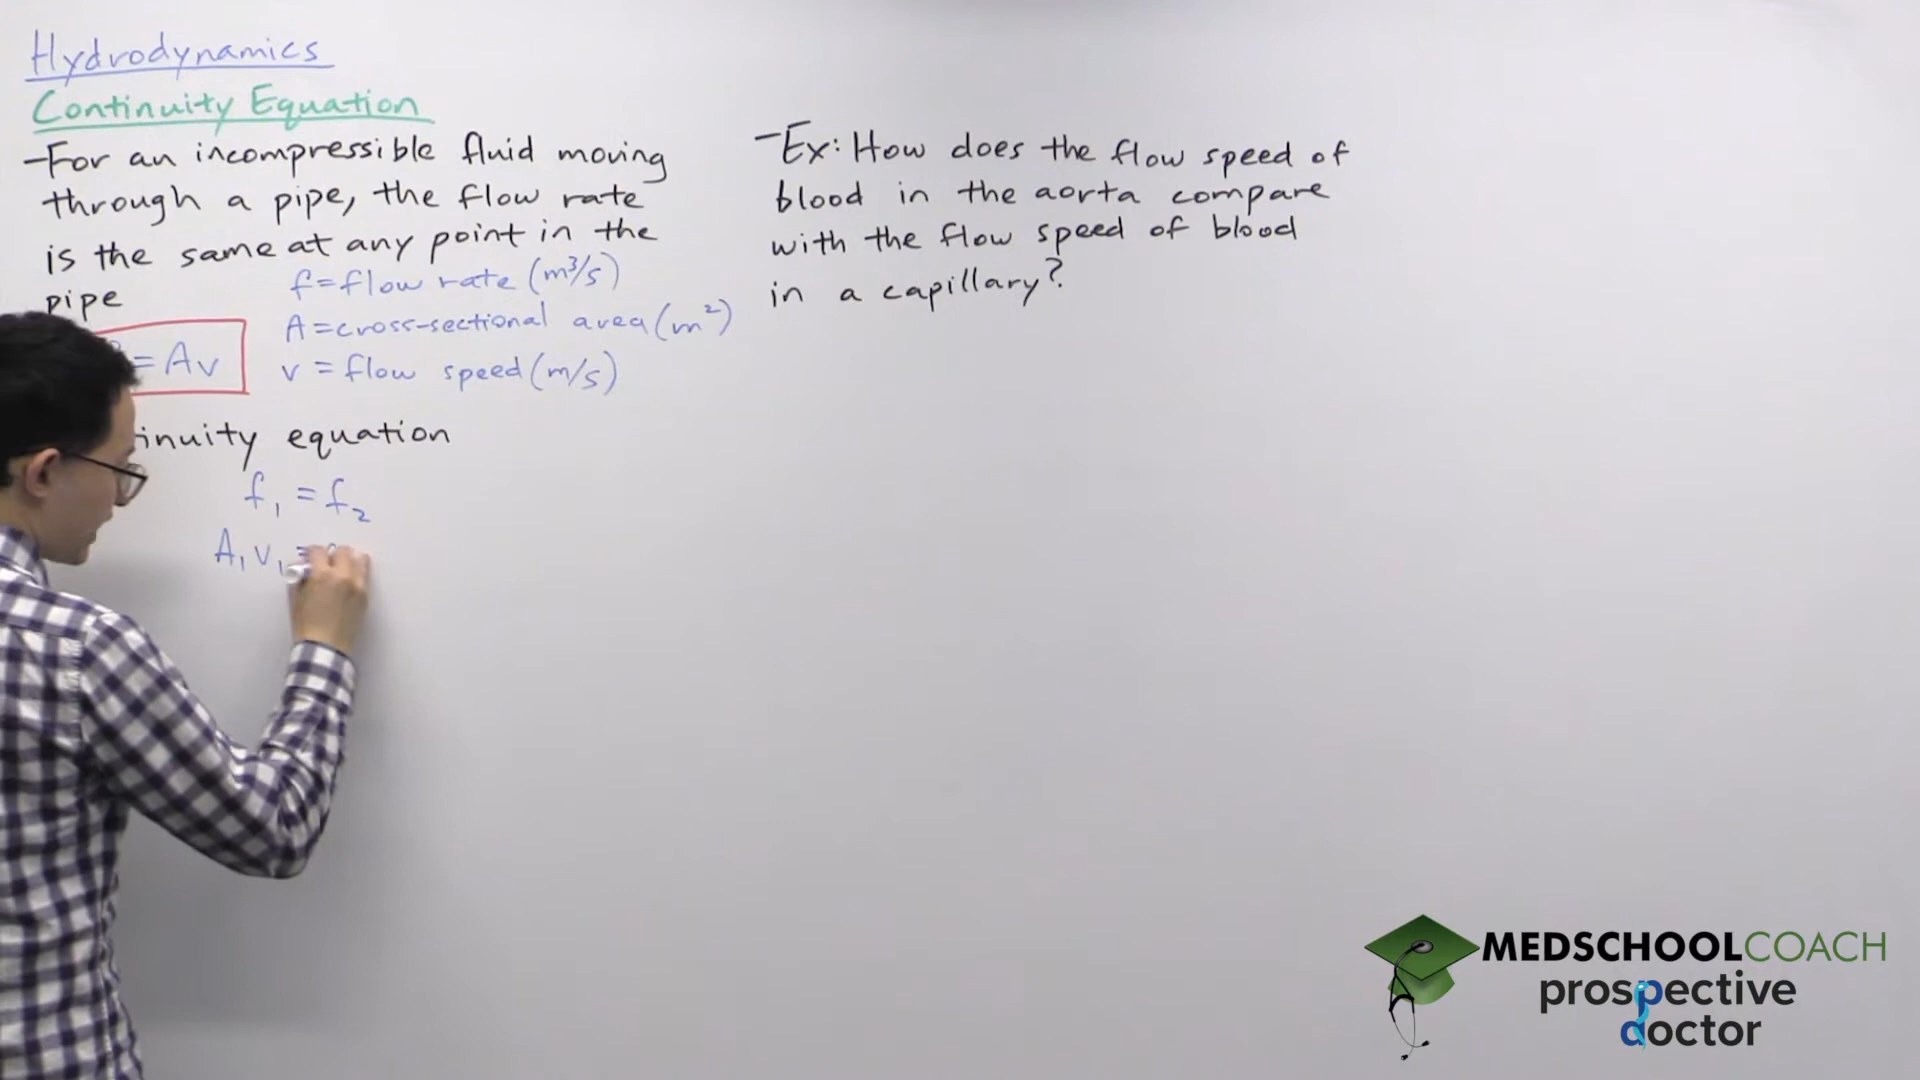 Hydrodynamics
Continuity Equation
-For an incompressible fluid moving
through a pipe, the flow rate
is the same at any point in the
pipe
f=flow rate (m³/s)
A=cross-sectional area (m²)
v = flow speed (m/s)
= Av
inuity equation
f₁ = f₂
A₁v₁ =
-Ex: How does the flow speed of
blood in the aorta compare
with the flow speed of blood
in a capillary?
MEDSCHOOLCOACH
prospective
doctor